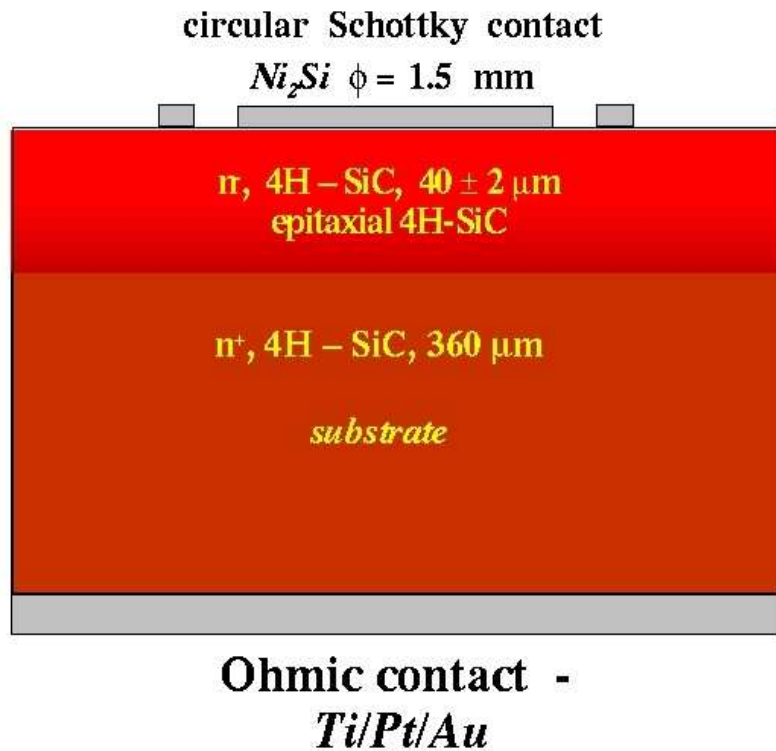 circular Schottky contact
Ni₂Si ϕ = 1.5 mm
n⁻, 4H – SiC, 40 ± 2 μm
epitaxial 4H-SiC
n⁺, 4H – SiC, 360 μm
substrate
Ohmic contact -
Ti/Pt/Au